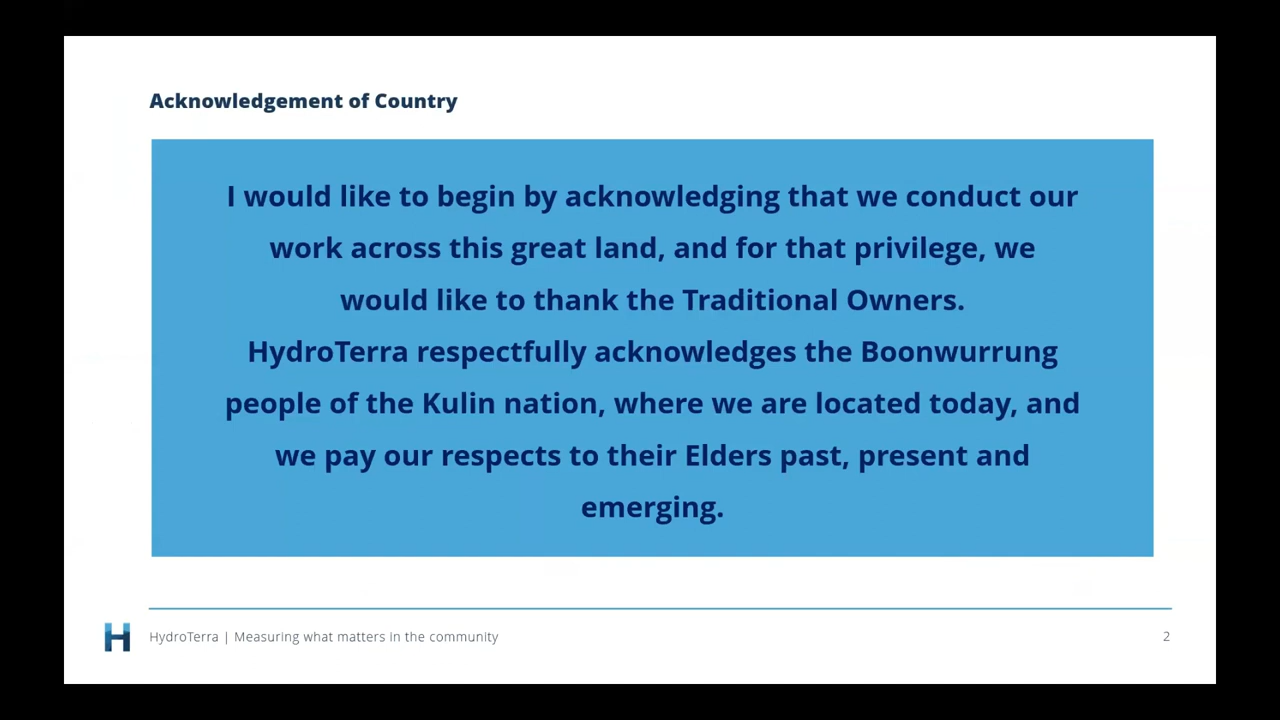 Acknowledgement of Country
I would like to begin by acknowledging that we conduct our
work across this great land, and for that privilege, we
would like to thank the Traditional Owners.
HydroTerra respectfully acknowledges the Boonwurrung
people of the Kulin nation, where we are located today, and
we pay our respects to their Elders past, present and
emerging.
H HydroTerra | Measuring what matters in the community
2